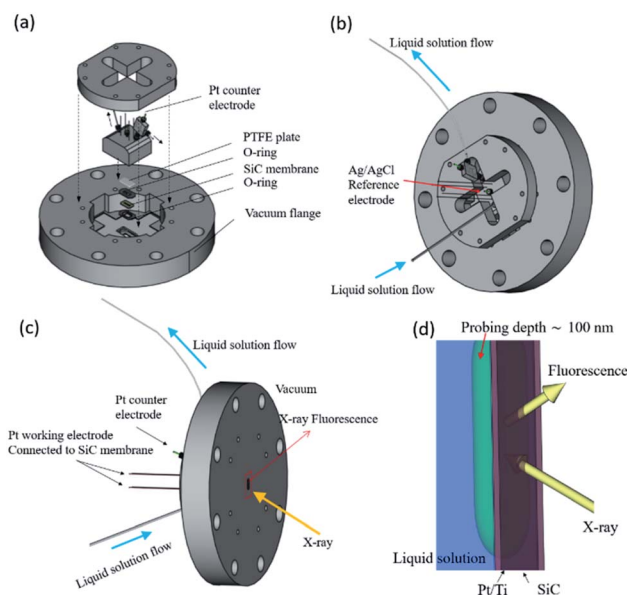 (a)
Pt counter
electrode
PTFE plate
O-ring
SiC membrane
O-ring
Vacuum flange
(b)
Liquid solution flow
Ag/AgCl
Reference
electrode
Liquid solution flow
(c)
Liquid solution flow
Vacuum
Pt counter
electrode
X-ray Fluorescence
Pt working electrode
Connected to SiC membrane
X-ray
Liquid solution flow
(d)
Probing depth ~ 100 nm
Fluorescence
X-ray
Liquid solution
Pt/Ti
SiC